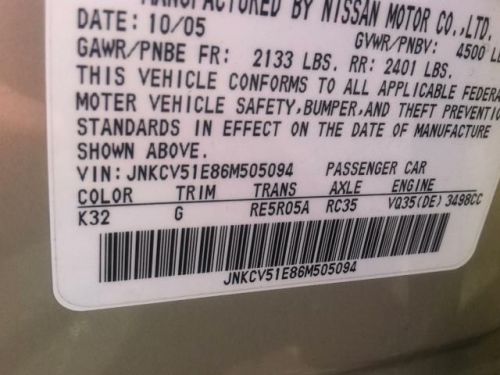 MANUFACTURED BY NISSAN MOTOR CO.,LTD.
DATE: 10/05 GVWR/PNBV: 4500
GAWR/PNBE FR: 2133 LBS. RR: 2401 LBS.
THIS VEHICLE CONFORMS TO ALL APPLICABLE
MOTER VEHICLE SAFETY,BUMPER,AND THEFT
STANDARDS IN EFFECT ON THE DATE OF MANUFACTURE
SHOWN ABOVE.
VIN:JNKCV51E86M505094 PASSENGER CAR
COLOR TRIM TRANS AXLE ENGINE
K32 G RE5R05A RC35 VQ35(DE)3498CC
JNKCV51E86M505094